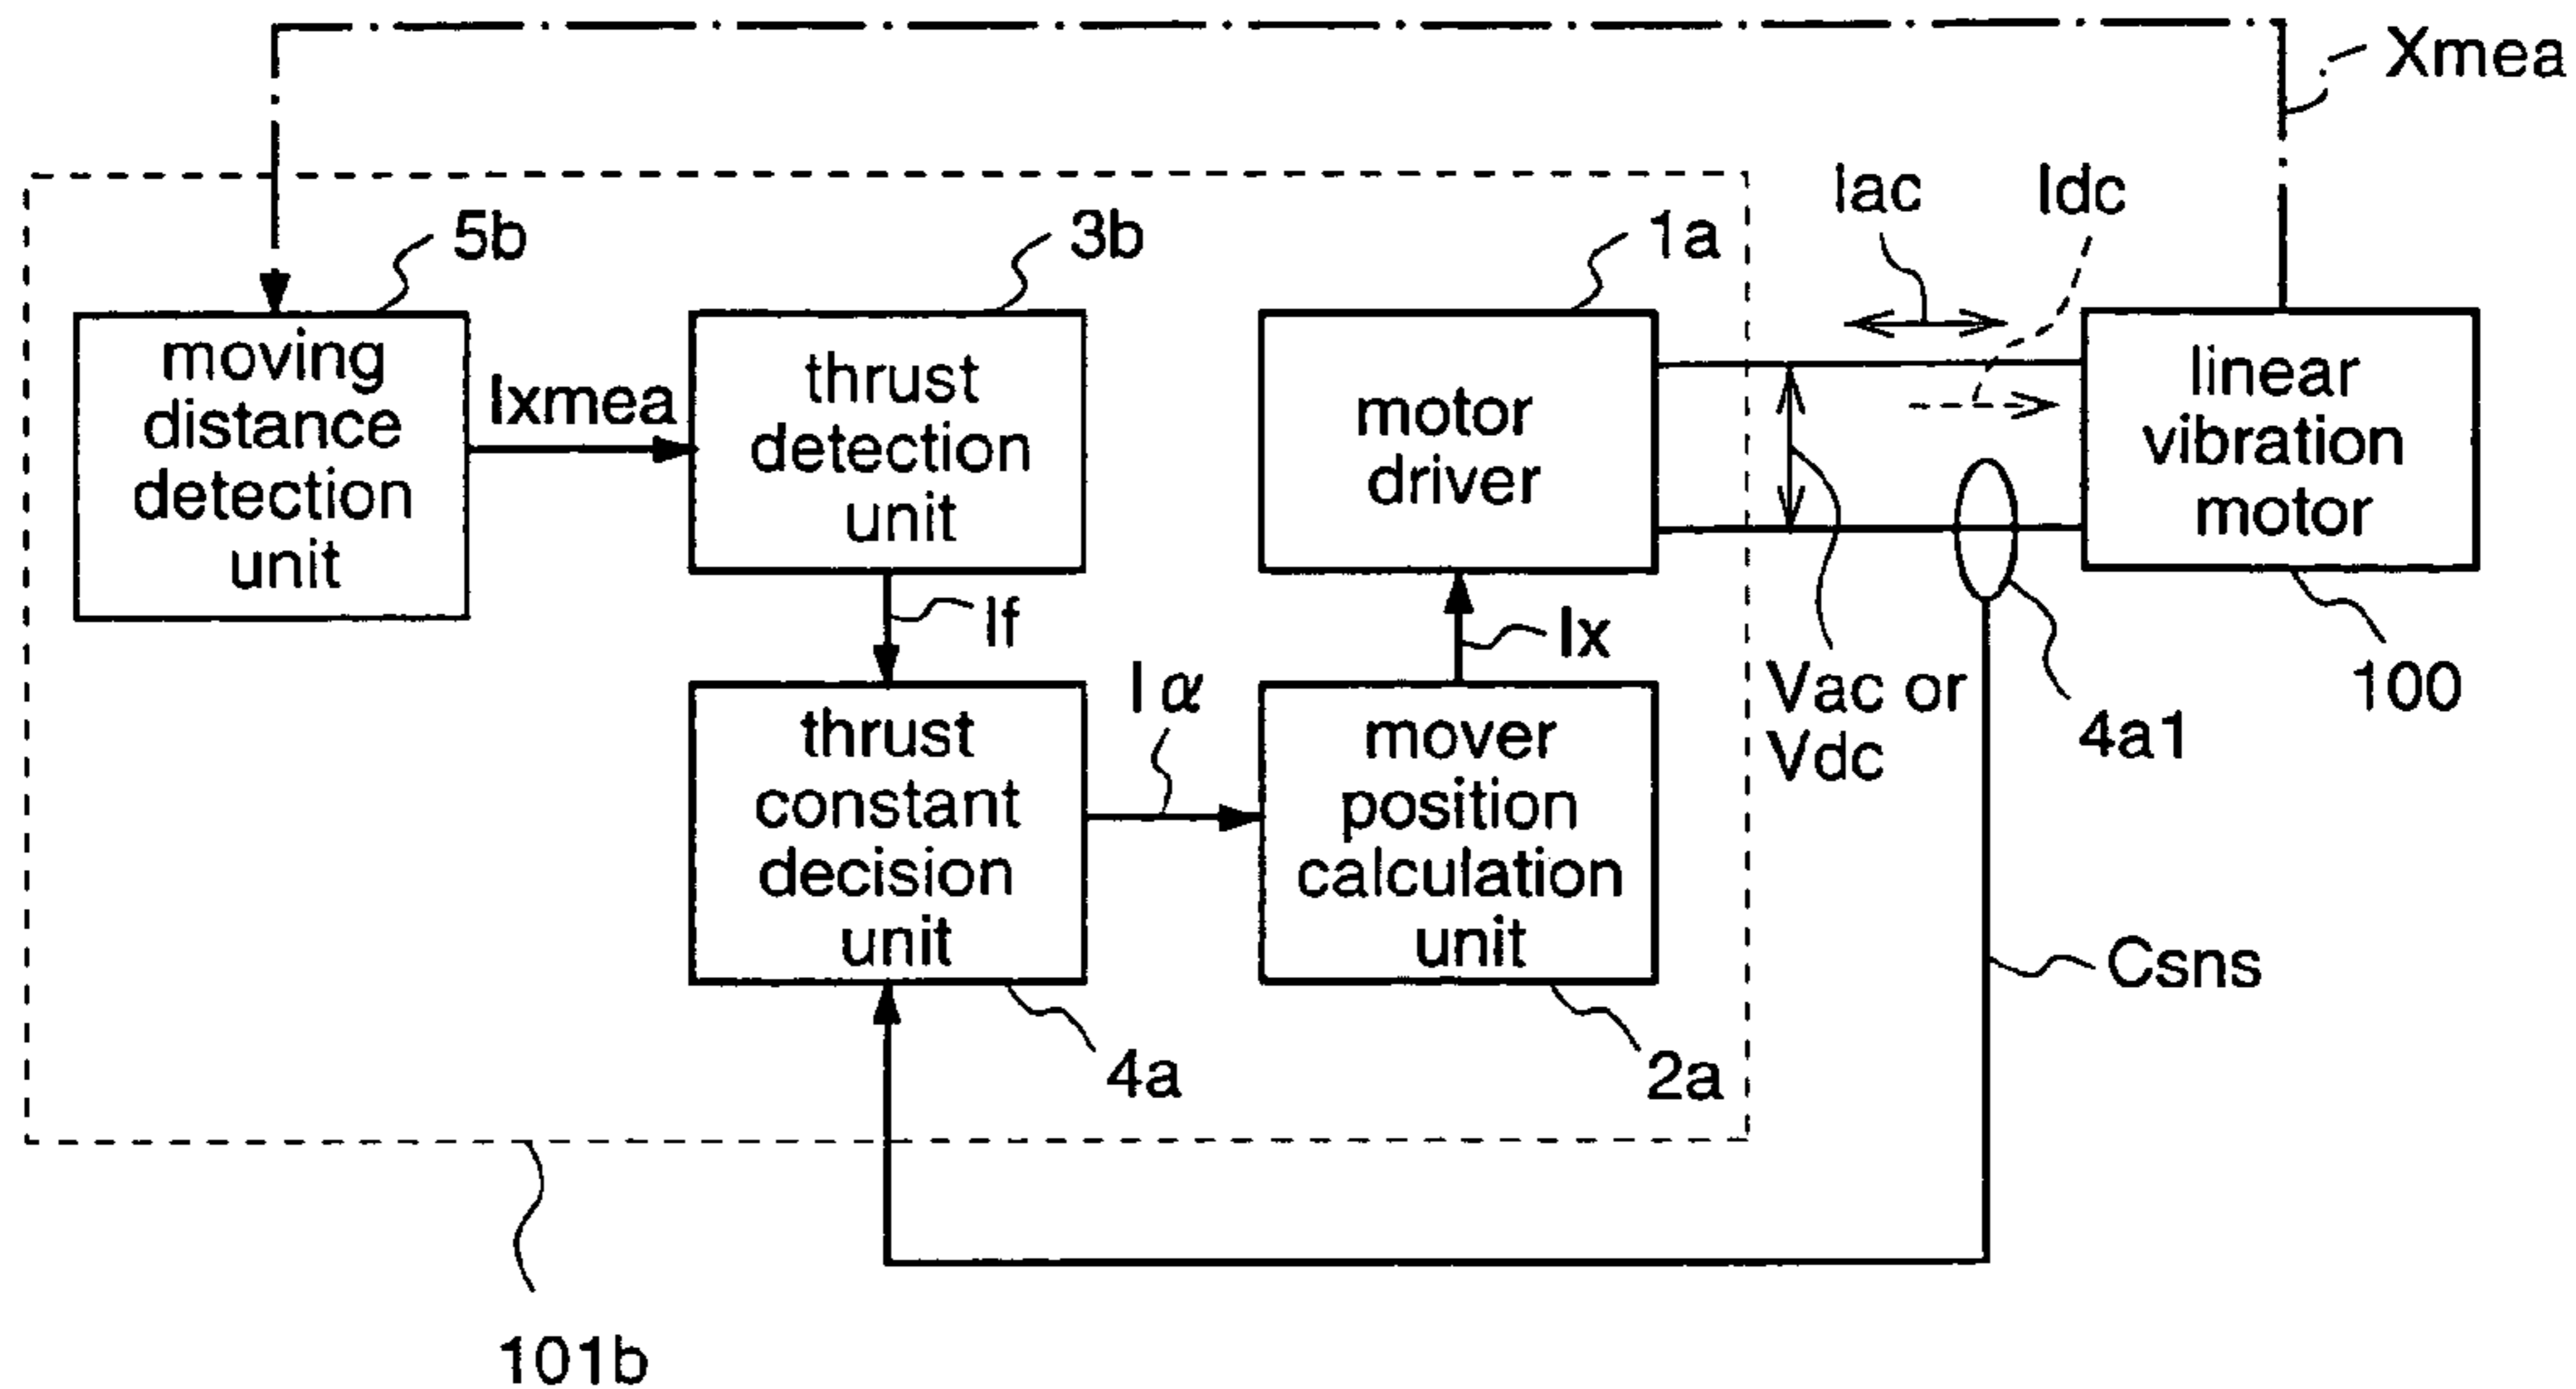 Xmea
Iac
Idc
5b
3b
1a
moving
distance
detection
unit
Ixmea
thrust
detection
unit
motor
driver
linear
vibration
motor
If
Ix
Iα
Vac or
Vdc
4a1
100
thrust
constant
decision
unit
mover
position
calculation
unit
Csns
4a
2a
101b